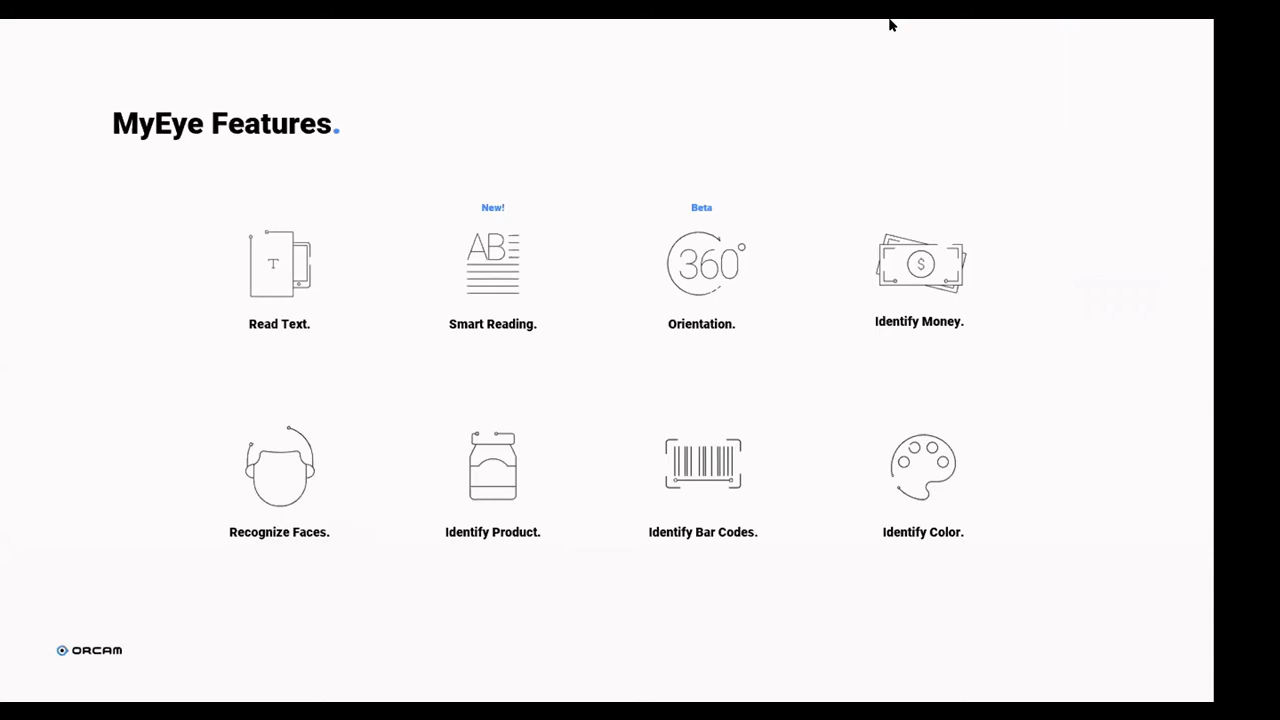 MyEye Features.
New!
Beta
T
AB
360°
$
Read Text.
Smart Reading.
Orientation.
Identify Money.
Recognize Faces.
Identify Product.
Identify Bar Codes.
Identify Color.
ORCAM